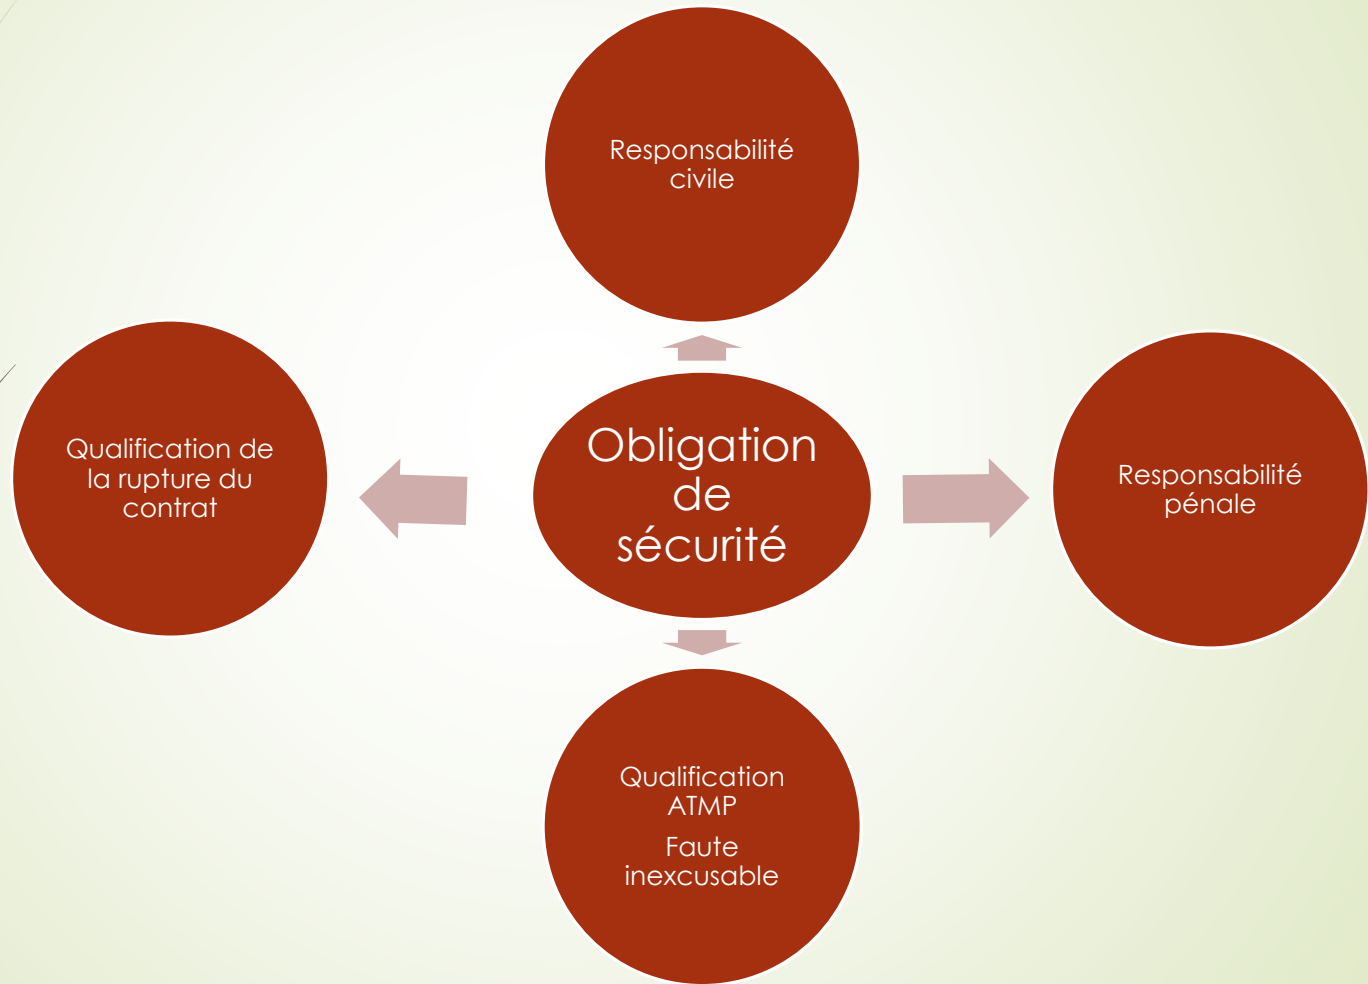 Responsabilité
civile
Qualification de
la rupture du
contrat
Obligation
de
sécurité
Responsabilité
pénale
Qualification
ATMP
Faute
inexcusable